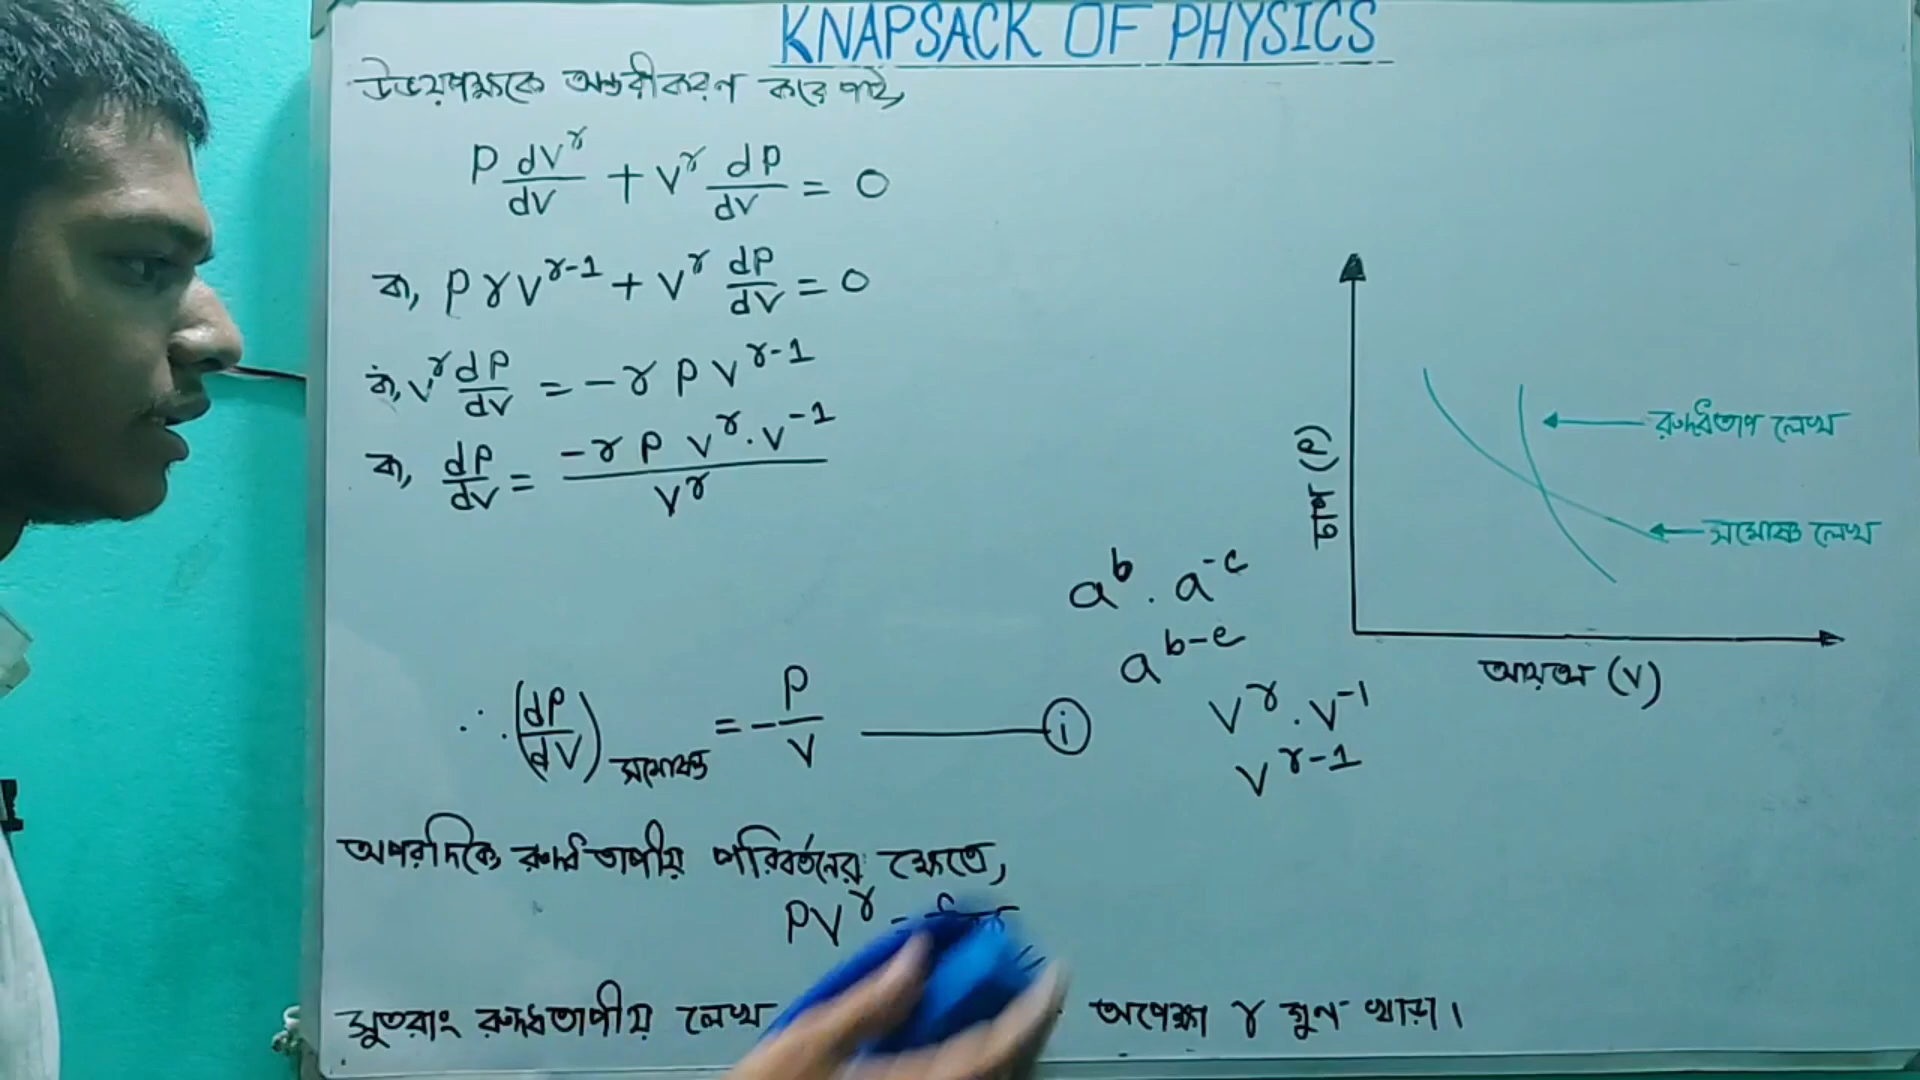 KNAPSACK OF PHYSICS
উভয়পক্ষকে অন্তরীকরণ করে পাই,
P dV^γ/dV + V^γ dP/dV = 0
বা, PγV^γ-1 + V^γ dP/dV = 0
বা, V^γ dP/dV = -γ P V^γ-1
বা, dP/dV = -γ P V^γ . V^-1 / V^γ
∴ (dP/dV) সমোষ্ণ = - P/V ——— (i)
অপরদিকে, রুদ্ধতাপীয় পরিবর্তনের ক্ষেত্রে,
PV^γ =
সুতরাং রুদ্ধতাপীয় লেখ অপেক্ষা γ গুন খাড়া।
a^b . a^-c
a^b-c
V^γ . V^-1
V^γ-1
চাপ (P)
রুদ্ধতাপ লেখ
সমোষ্ণ লেখ
আয়তন (V)